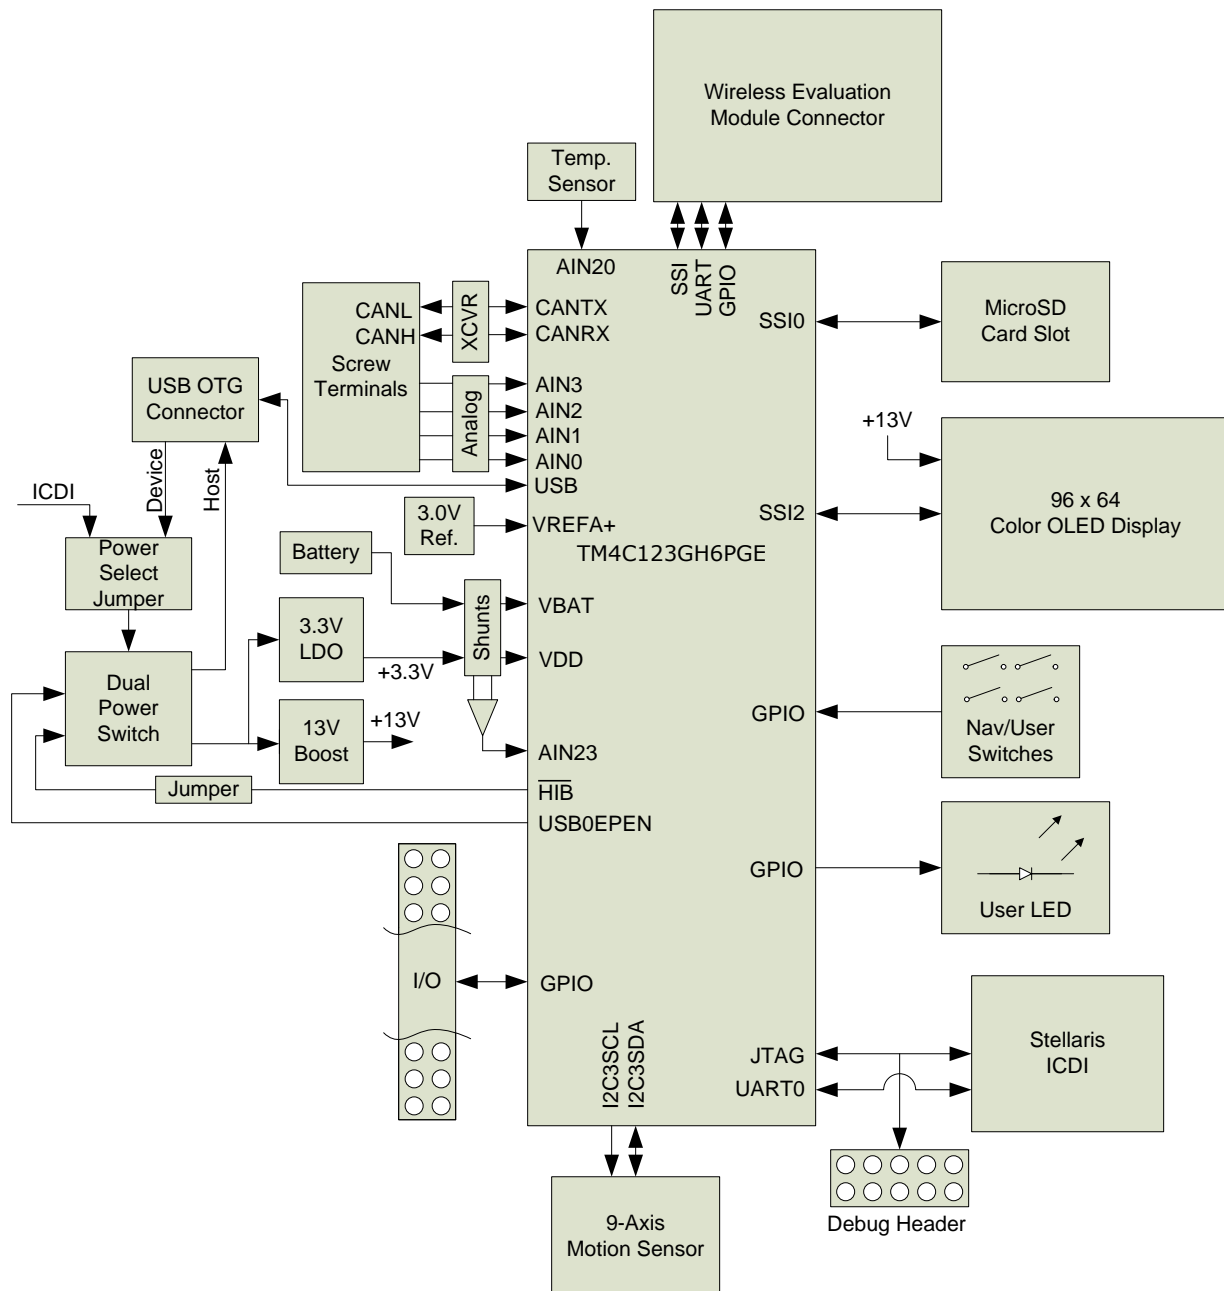 Wireless Evaluation
Module Connector
Temp.
Sensor
AIN20
SSI
UART
GPIO
CANL
CANH
Screw
Terminals
XCVR
CANTX
CANRX
Analog
AIN3
AIN2
AIN1
AIN0
USB
SSI0
MicroSD
Card Slot
USB OTG
Connector
Device
Host
ICDI
3.0V
Ref.
VREFA+
TM4C123GH6PGE
+13V
SSI2
96 x 64
Color OLED Display
Power
Select
Jumper
Battery
Shunts
VBAT
3.3V
LDO
+3.3V
VDD
Dual
Power
Switch
13V
Boost
+13V
AIN23
GPIO
Nav/User
Switches
Jumper
HIB
USB0EPEN
GPIO
User LED
I/O
GPIO
I2C3SCL
I2C3SDA
JTAG
UART0
Stellaris
ICDI
Debug Header
9-Axis
Motion Sensor